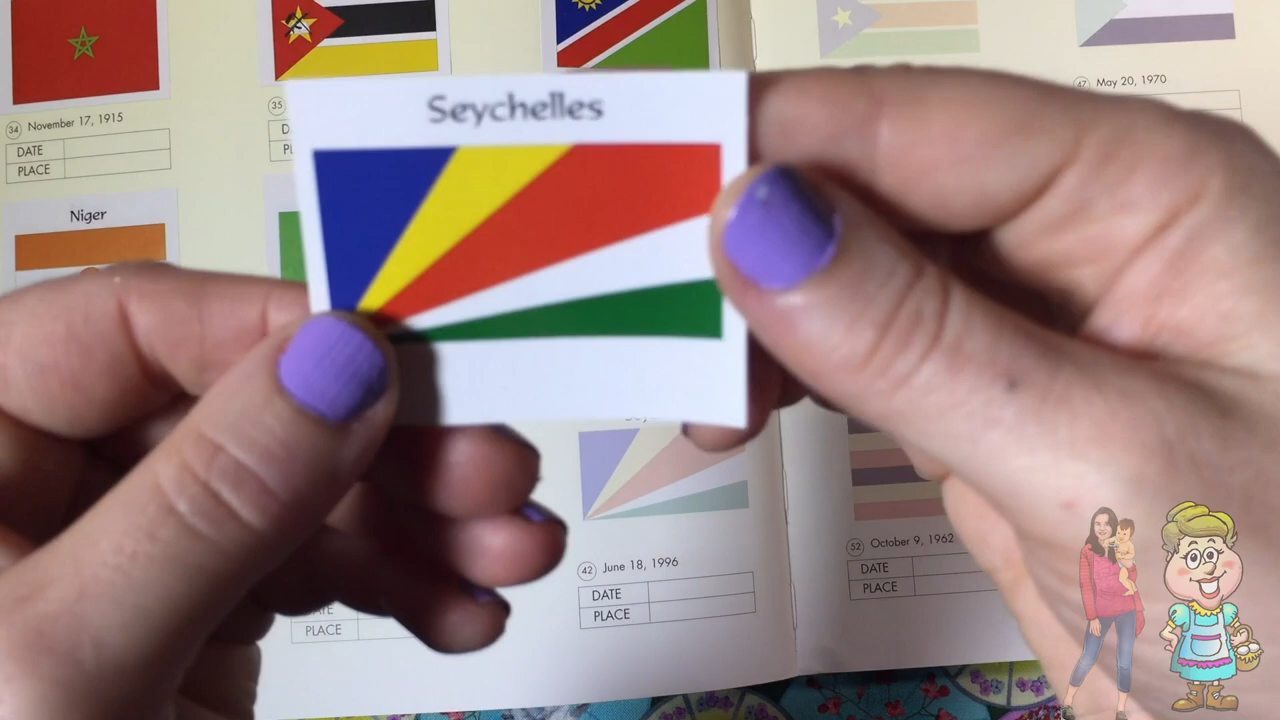 47 May 20, 1970
34 November 17, 1915
35
DATE
PLACE
Seychelles
Niger
42 June 18, 1996
DATE
PLACE
52 October 9, 1962
DATE
PLACE
PLACE